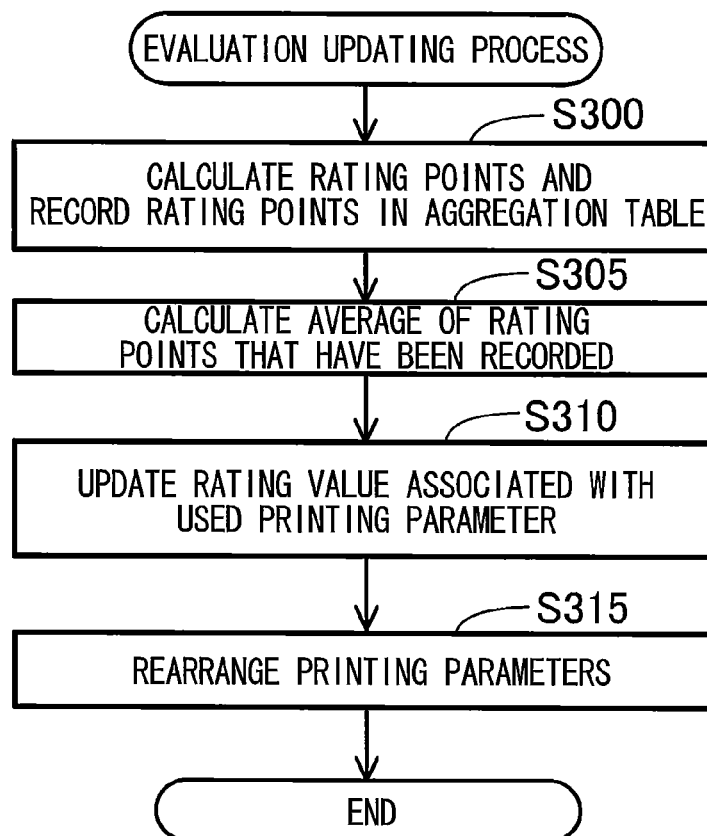 EVALUATION UPDATING PROCESS
S300
CALCULATE RATING POINTS AND
RECORD RATING POINTS IN AGGREGATION TABLE
S305
CALCULATE AVERAGE OF RATING
POINTS THAT HAVE BEEN RECORDED
S310
UPDATE RATING VALUE ASSOCIATED WITH
USED PRINTING PARAMETER
S315
REARRANGE PRINTING PARAMETERS
END